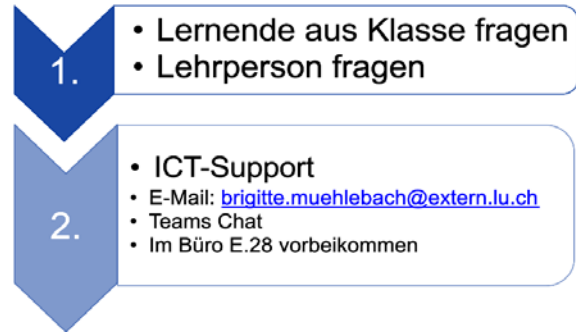 1.
• Lernende aus Klasse fragen
• Lehrperson fragen
2.
• ICT-Support
• E-Mail: brigitte.muehlebach@extern.lu.ch
• Teams Chat
• Im Büro E.28 vorbeikommen